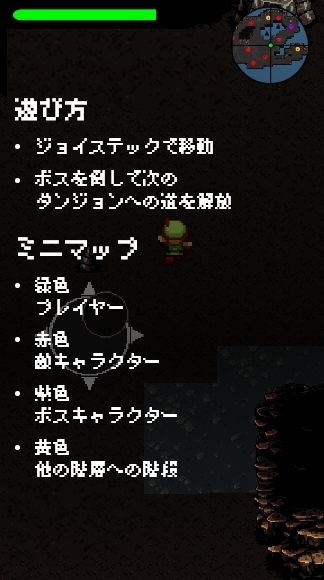 遊び方
• ジョイステックで移動
• ボスを倒して次の
ダンジョンへの道を解放
ミニマップ
• 緑色
プレイヤー
• 赤色
敵キャラクター
• 紫色
ボスキャラクター
• 黄色
他の階層への階段